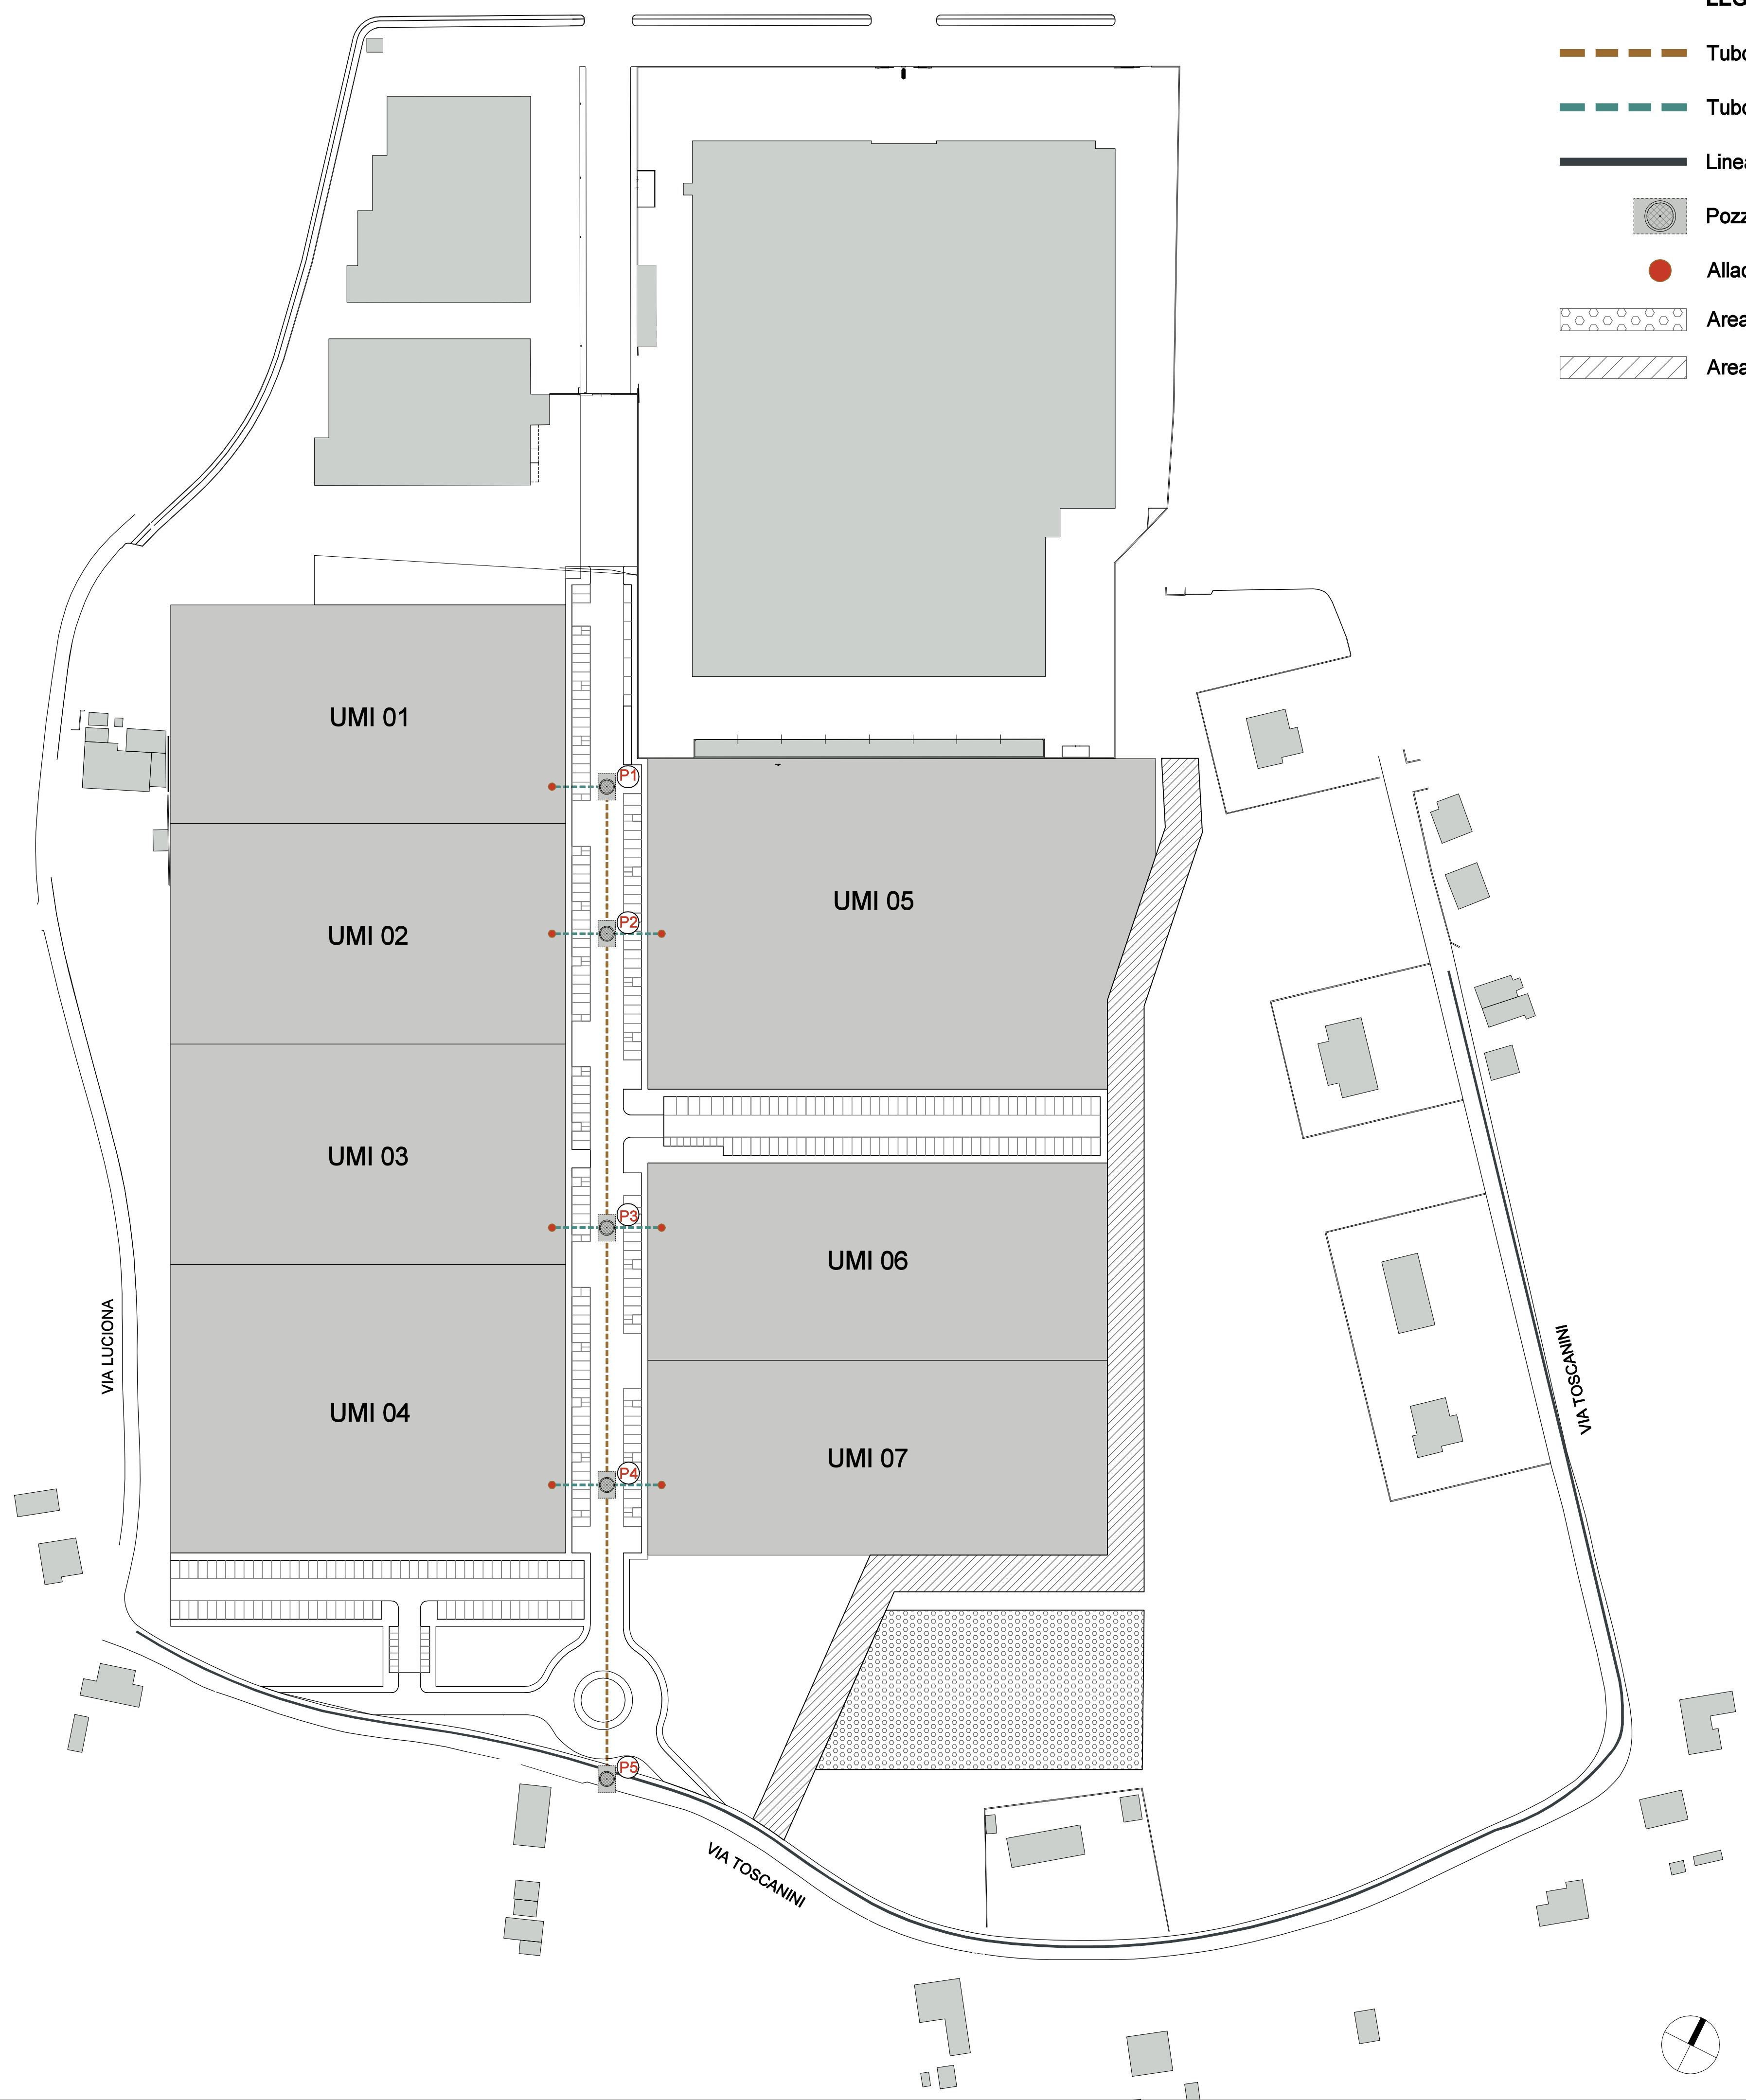 Tubo
Tubo
Linea
Pozz
Allac
Area
Area
UMI 01
P1
UMI 05
P2
UMI 02
UMI 03
P3
UMI 06
VIA LUCIONA
VIA TOSCANINI
UMI 04
UMI 07
P4
P5
VIA TOSCANINI